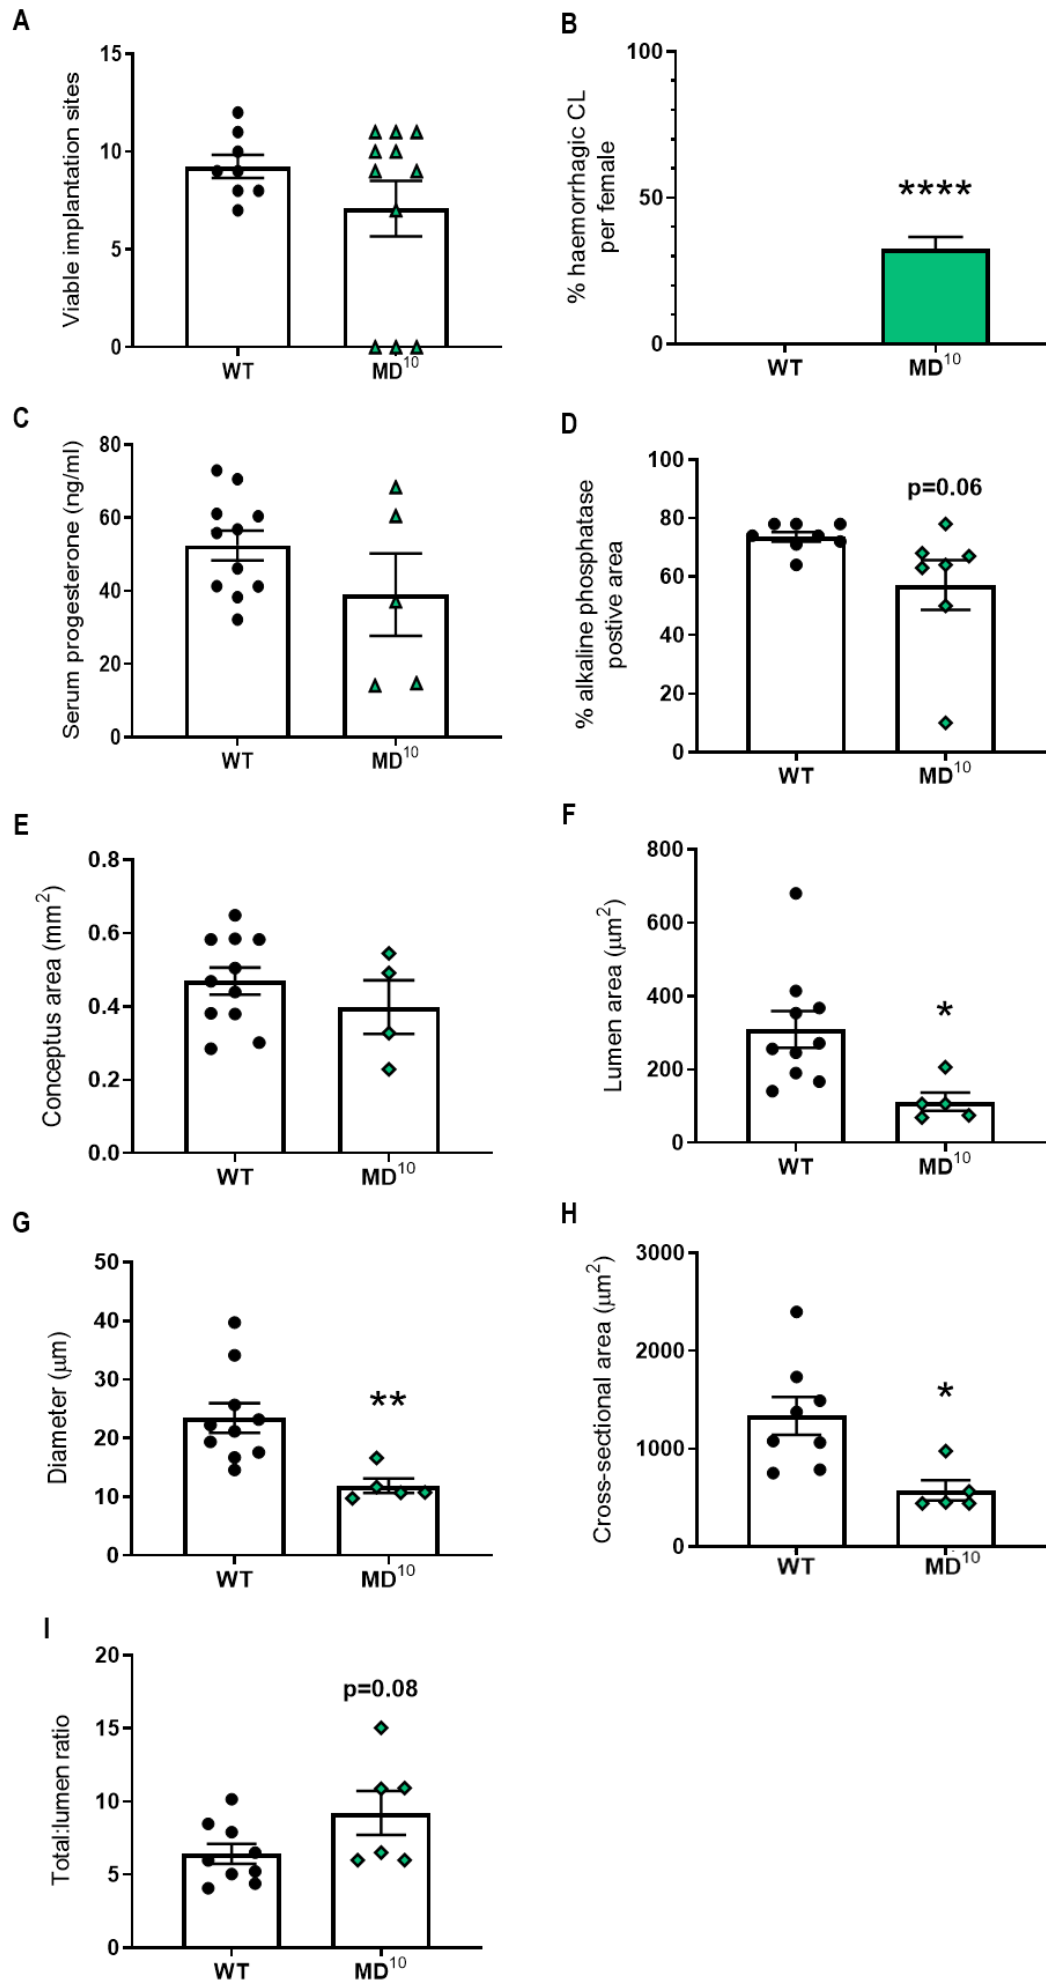 A
Viable implantation sites
15
10
5
0
WT
MD¹⁰
B
% haemorrhagic CL
per female
100
50
0
****
WT
MD¹⁰
C
Serum progesterone (ng/ml)
80
60
40
20
0
WT
MD¹⁰
D
% alkaline phosphatase
postive area
100
80
60
40
20
0
p=0.06
WT
MD¹⁰
E
Conceptus area (mm²)
0.8
0.6
0.4
0.2
0.0
WT
MD¹⁰
F
Lumen area (μm²)
800
600
400
200
0
*
WT
MD¹⁰
G
Diameter (μm)
50
40
30
20
10
0
**
WT
MD¹⁰
H
Cross-sectional area (μm²)
3000
2000
1000
0
*
WT
MD¹⁰
I
Total:lumen ratio
20
15
10
5
0
p=0.08
WT
MD¹⁰